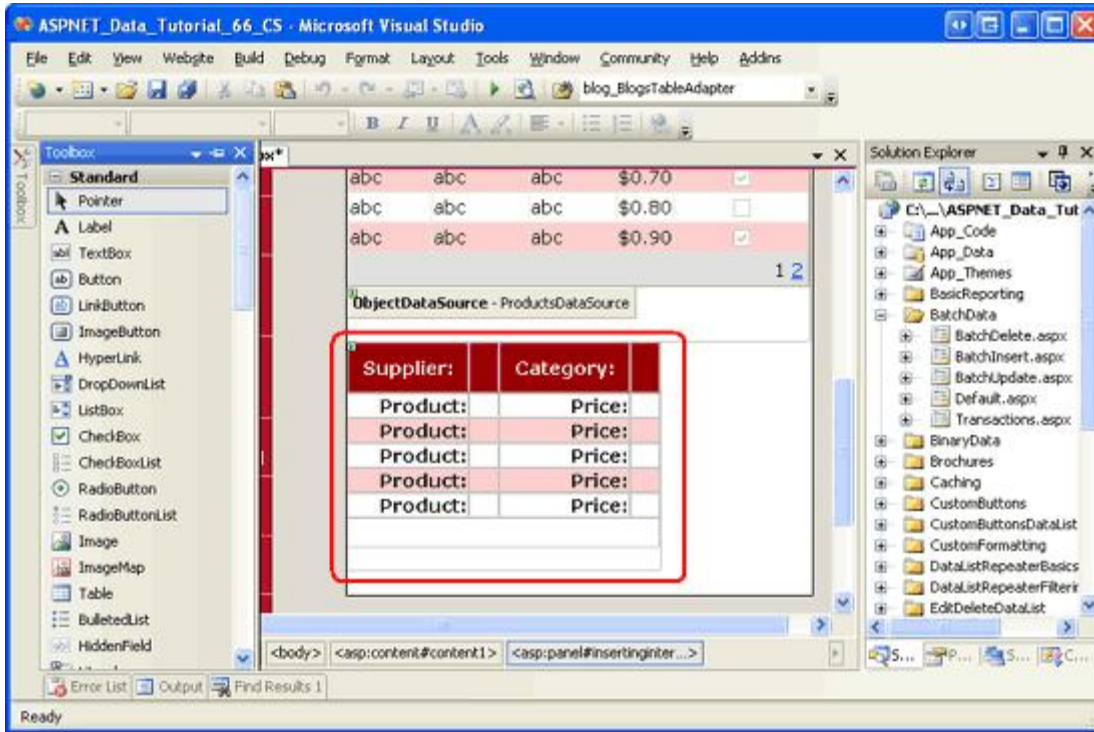 ASPNET_Data_Tutorial_66_CS - Microsoft Visual Studio
File Edit View Website Build Debug Format Layout Tools Window Community Help Addins
blog_BlogsTableAdapter
B I U A
Toolbox
Toolbox
Standard
Pointer
A Label
abl TextBox
ab Button
ab LinkButton
ImageButton
A HyperLink
DropDownList
ListBox
CheckBox
CheckBoxList
RadioButton
RadioButtonList
Image
ImageMap
Table
BulletedList
HiddenField
px*
abc abc abc $0.70
abc abc abc $0.80
abc abc abc $0.90
1 2
ObjectDataSource - ProductsDataSource
Supplier: Category:
Product: Price:
Product: Price:
Product: Price:
Product: Price:
Product: Price:
<body> <asp:content#content1> <asp:panel#insertinginter...>
Solution Explorer
C:\...\ASPNET_Data_Tut
App_Code
App_Data
App_Themes
BasicReporting
BatchData
BatchDelete.aspx
BatchInsert.aspx
BatchUpdate.aspx
Default.aspx
Transactions.aspx
BinaryData
Brochures
Caching
CustomButtons
CustomButtonsDataList
CustomFormatting
DataListRepeaterBasics
DataListRepeaterFilterir
EditDeleteDataList
S... P... S... C...
Error List Output Find Results 1
Ready